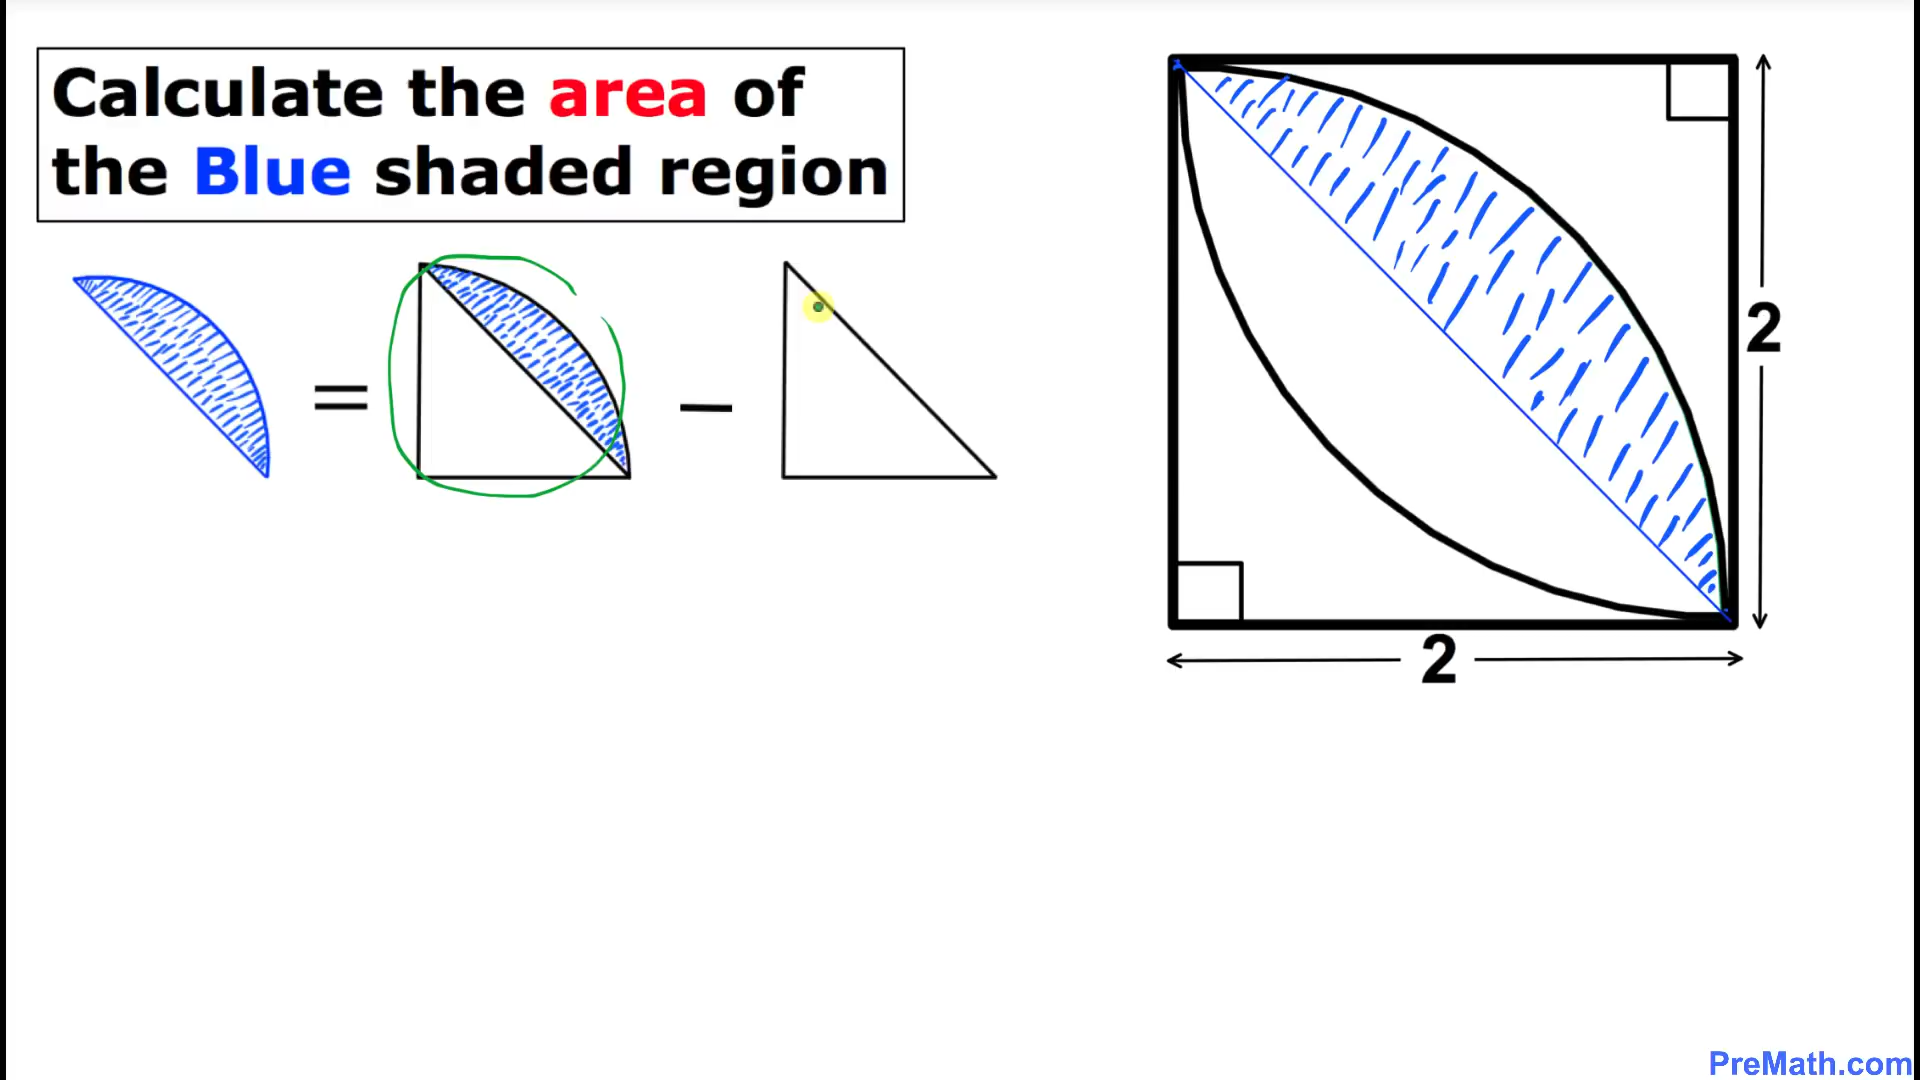 Calculate the area of
the Blue shaded region
=
–
2
2
PreMath.com